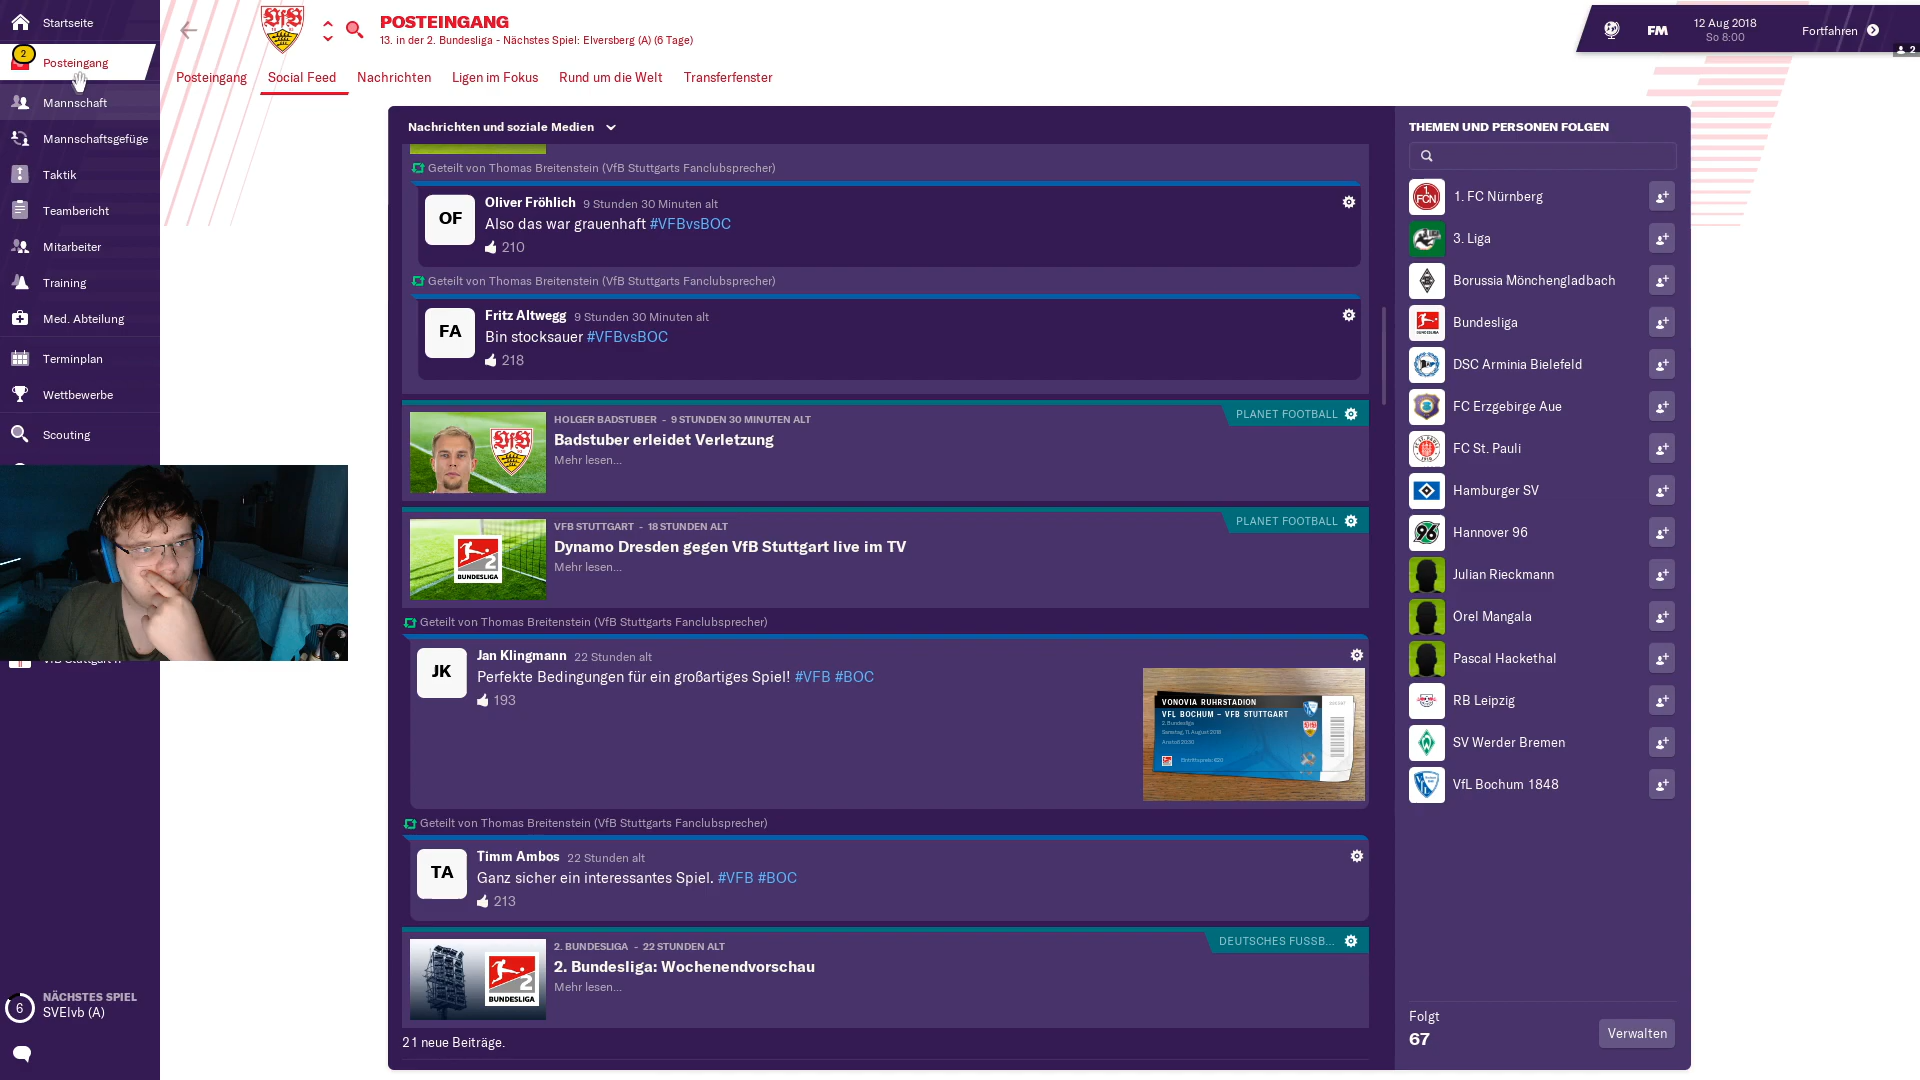 Startseite
2
Posteingang
Mannschaft
Mannschaftsgefüge
Taktik
Teambericht
Mitarbeiter
Training
Med. Abteilung
Terminplan
Wettbewerbe
Scouting
6
NÄCHSTES SPIEL
SVElvb (A)
POSTEINGANG
13. in der 2. Bundesliga - Nächstes Spiel: Elversberg (A) (6 Tage)
FM
12 Aug 2018
So 8:00
Fortfahren
2
Posteingang Social Feed Nachrichten Ligen im Fokus Rund um die Welt Transferfenster
Nachrichten und soziale Medien
Geteilt von Thomas Breitenstein (VfB Stuttgarts Fanclubsprecher)
OF
Oliver Fröhlich 9 Stunden 30 Minuten alt
Also das war grauenhaft #VFBvsBOC
210
Geteilt von Thomas Breitenstein (VfB Stuttgarts Fanclubsprecher)
FA
Fritz Altwegg 9 Stunden 30 Minuten alt
Bin stocksauer #VFBvsBOC
218
HOLGER BADSTUBER - 9 STUNDEN 30 MINUTEN ALT
PLANET FOOTBALL
Badstuber erleidet Verletzung
Mehr lesen...
VFB STUTTGART - 18 STUNDEN ALT
PLANET FOOTBALL
Dynamo Dresden gegen VfB Stuttgart live im TV
Mehr lesen...
2
BUNDESLIGA
Geteilt von Thomas Breitenstein (VfB Stuttgarts Fanclubsprecher)
JK
Jan Klingmann 22 Stunden alt
Perfekte Bedingungen für ein großartiges Spiel! #VFB #BOC
193
VONOVIA RUHRSTADION
VFL BOCHUM – VFB STUTTGART
2. Bundesliga
Samstag, 11. August 2018
Geteilt von Thomas Breitenstein (VfB Stuttgarts Fanclubsprecher)
TA
Timm Ambos 22 Stunden alt
Ganz sicher ein interessantes Spiel. #VFB #BOC
213
2. BUNDESLIGA - 22 STUNDEN ALT
DEUTSCHES FUSSB...
2. Bundesliga: Wochenendvorschau
Mehr lesen...
2
BUNDESLIGA
21 neue Beiträge.
THEMEN UND PERSONEN FOLGEN
1. FC Nürnberg
3. Liga
Borussia Mönchengladbach
Bundesliga
DSC Arminia Bielefeld
FC Erzgebirge Aue
FC St. Pauli
Hamburger SV
Hannover 96
Julian Rieckmann
Orel Mangala
Pascal Hackethal
RB Leipzig
SV Werder Bremen
VfL Bochum 1848
Folgt
67
Verwalten